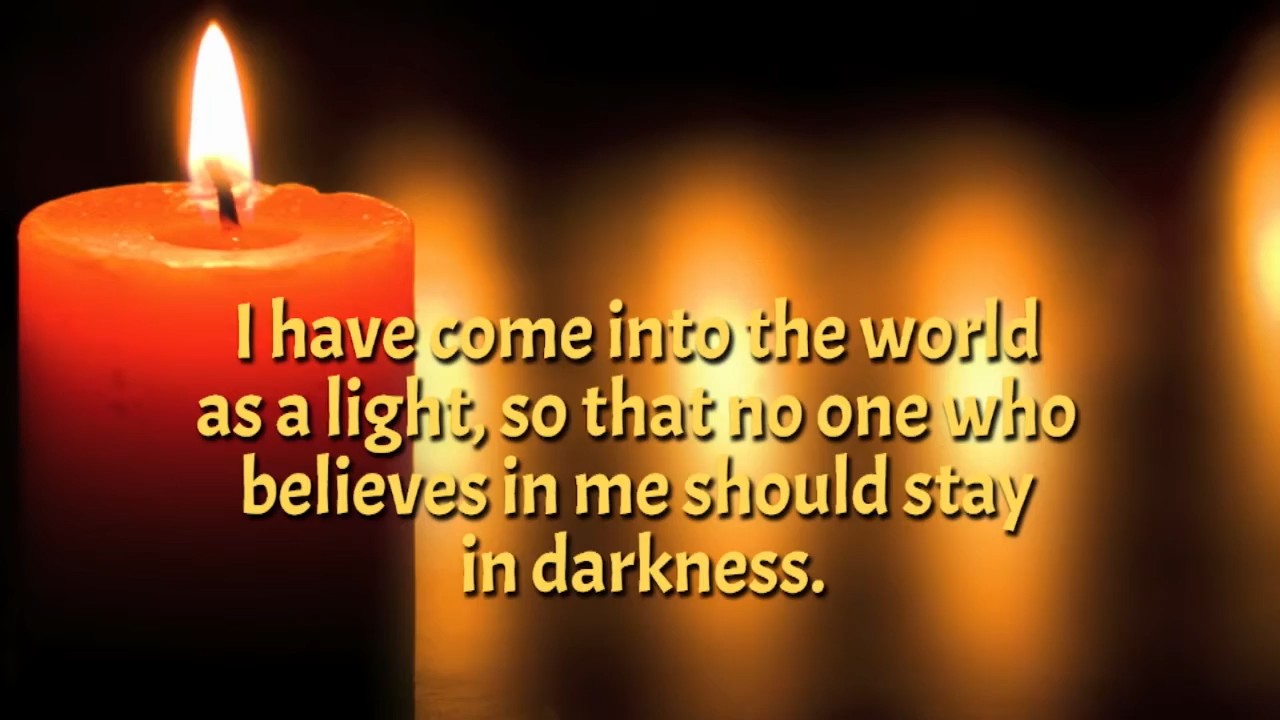 I have come into the world
as a light, so that no one who
believes in me should stay
in darkness.